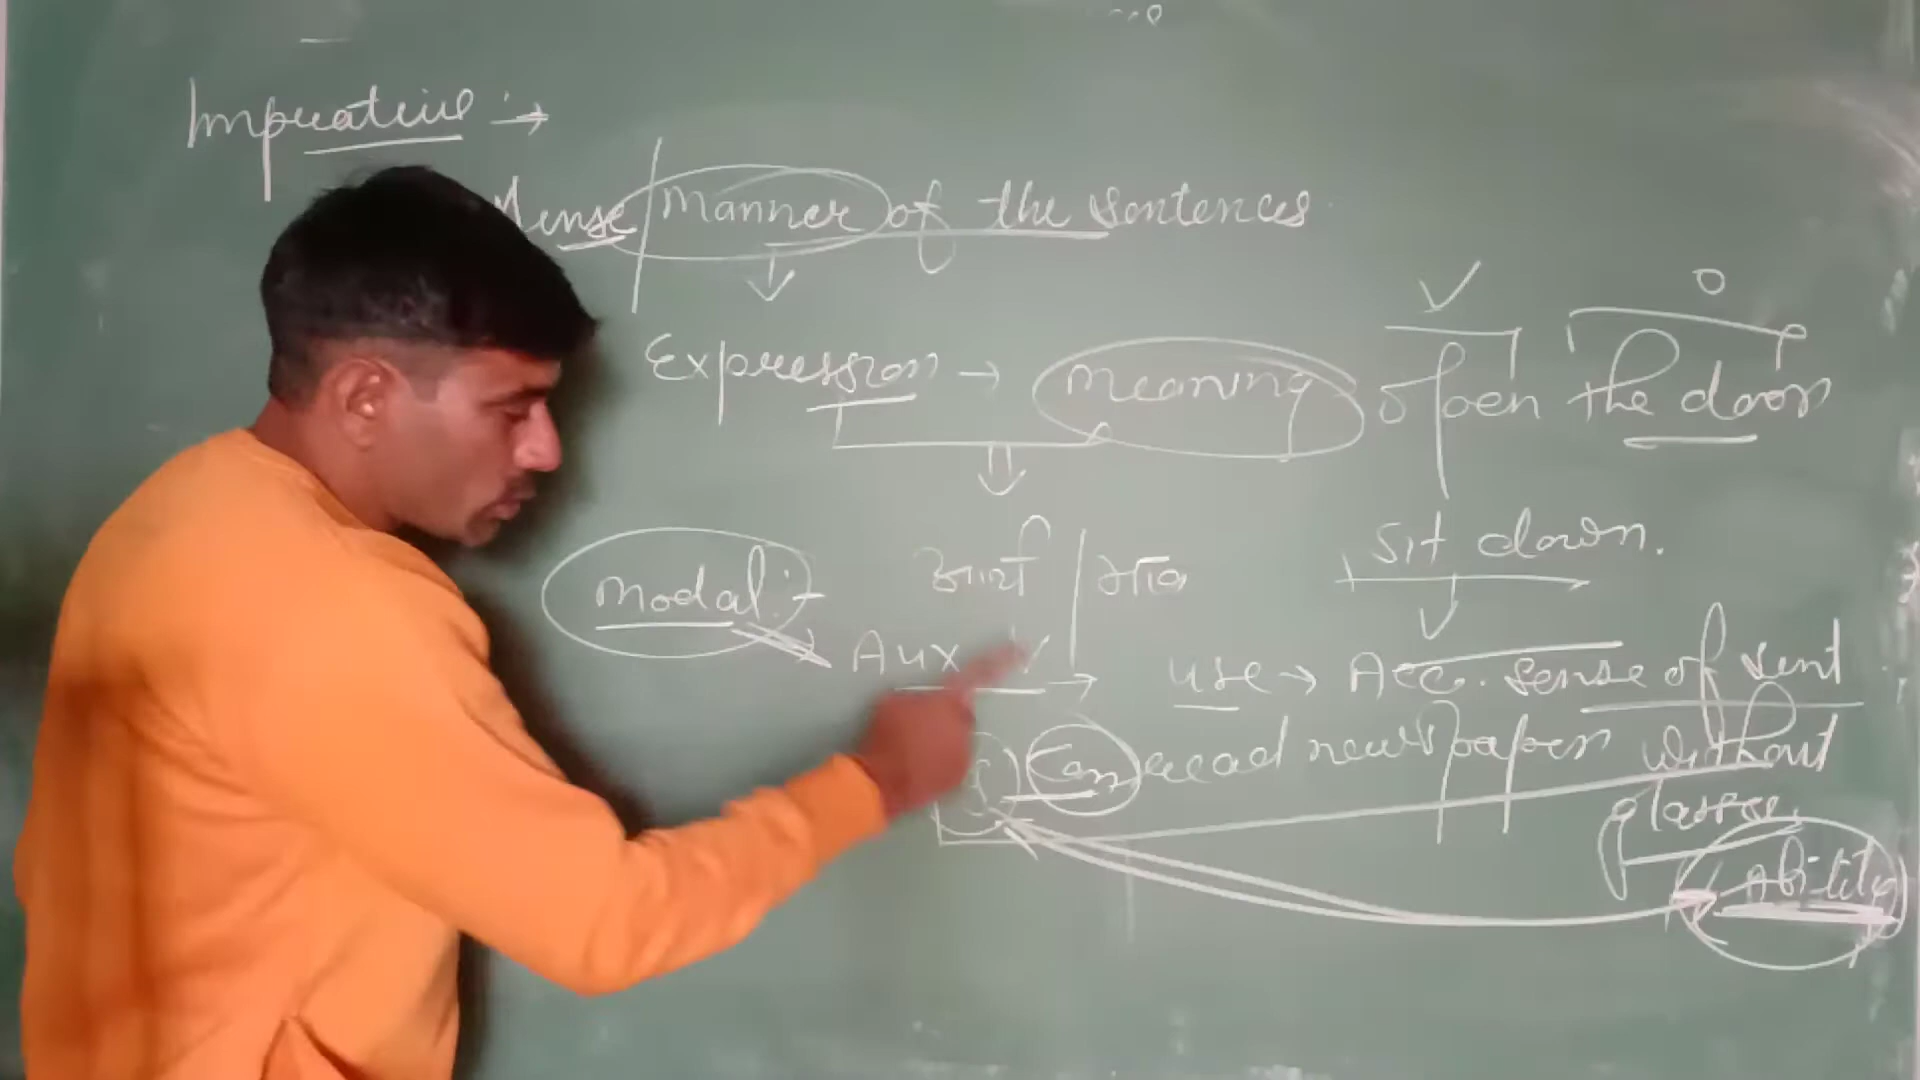 Imperative :→
sense / manner of the sentences
Expression → meaning open the door
sit down.
modal :- अर्थ / भाव
Aux v → use → Acc. sense of sent
I can read newspaper without
glasses.
Ability